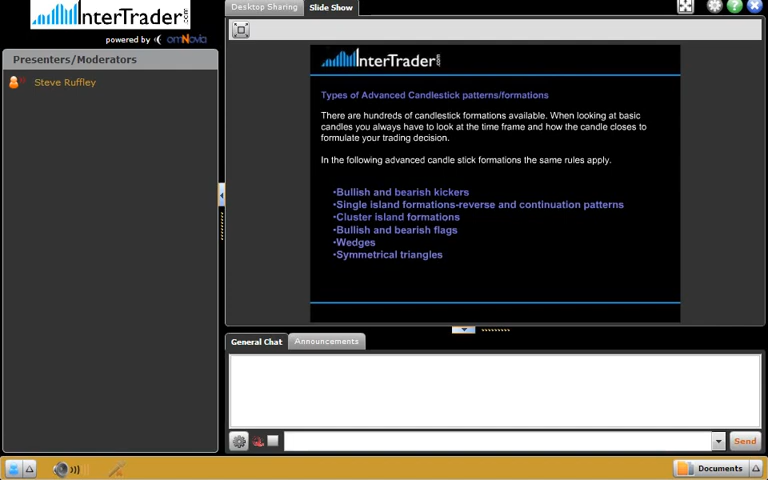 InterTrader.com
powered by omNovia
Presenters/Moderators
Steve Ruffley
Desktop Sharing
Slide Show
InterTrader.com
Types of Advanced Candlestick patterns/formations
There are hundreds of candlestick formations available. When looking at basic
candles you always have to look at the time frame and how the candle closes to
formulate your trading decision.
In the following advanced candle stick formations the same rules apply.
•Bullish and bearish kickers
•Single island formations-reverse and continuation patterns
•Cluster island formations
•Bullish and bearish flags
•Wedges
•Symmetrical triangles
General Chat
Announcements
Send
Documents